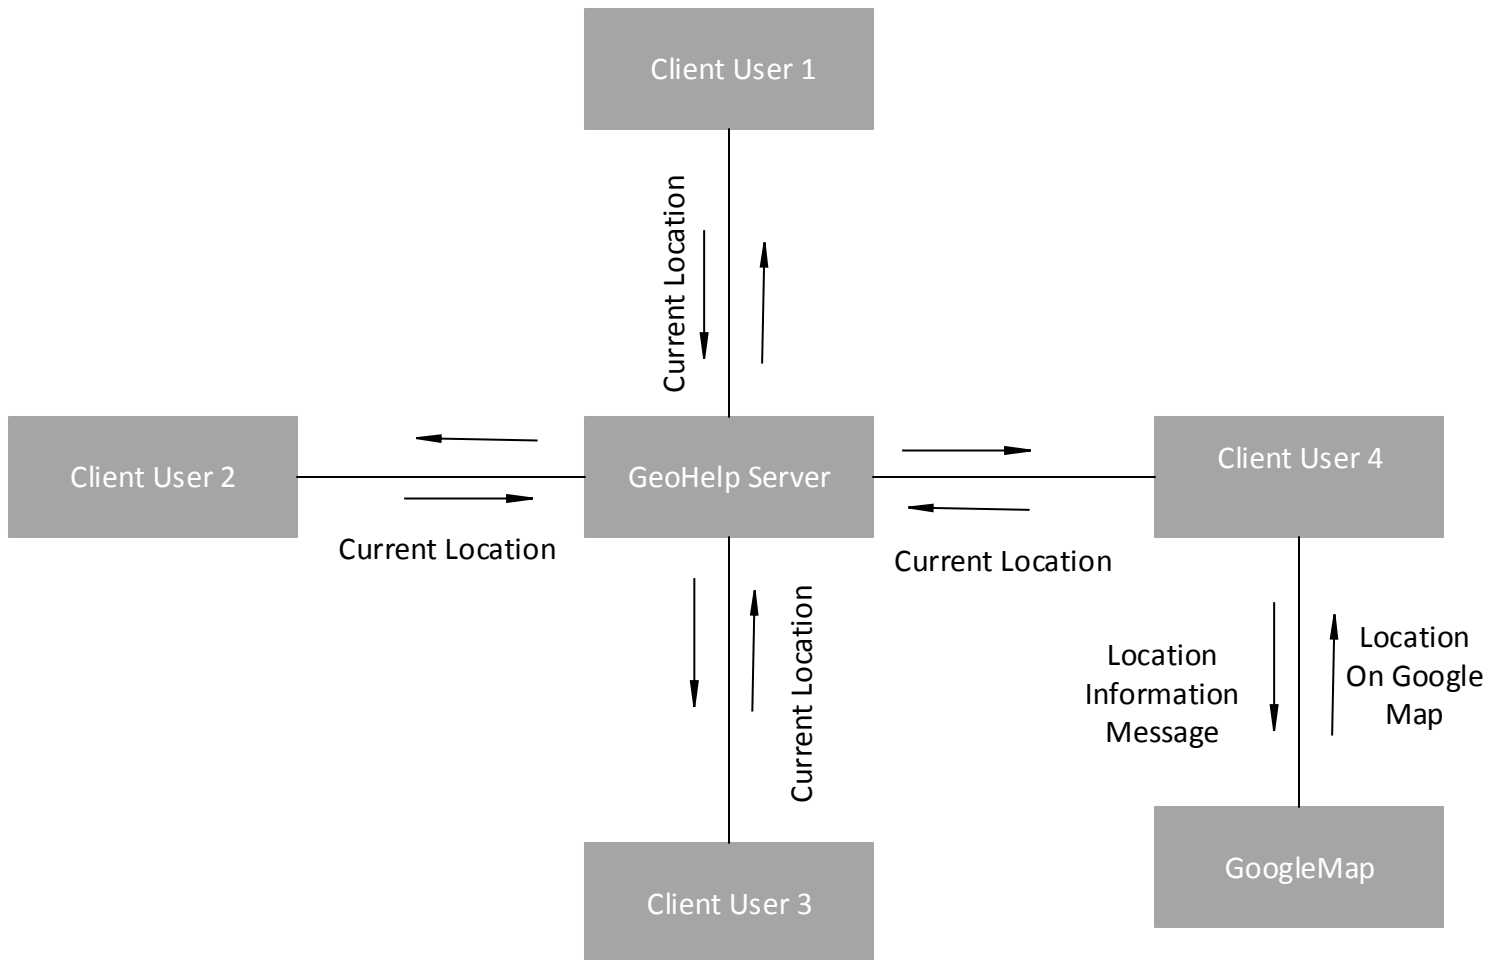 Client User 1
Current Location
Client User 2
GeoHelp Server
Client User 4
Current Location
Current Location
Current Location
Location
Information
Message
Location
On Google
Map
Client User 3
GoogleMap